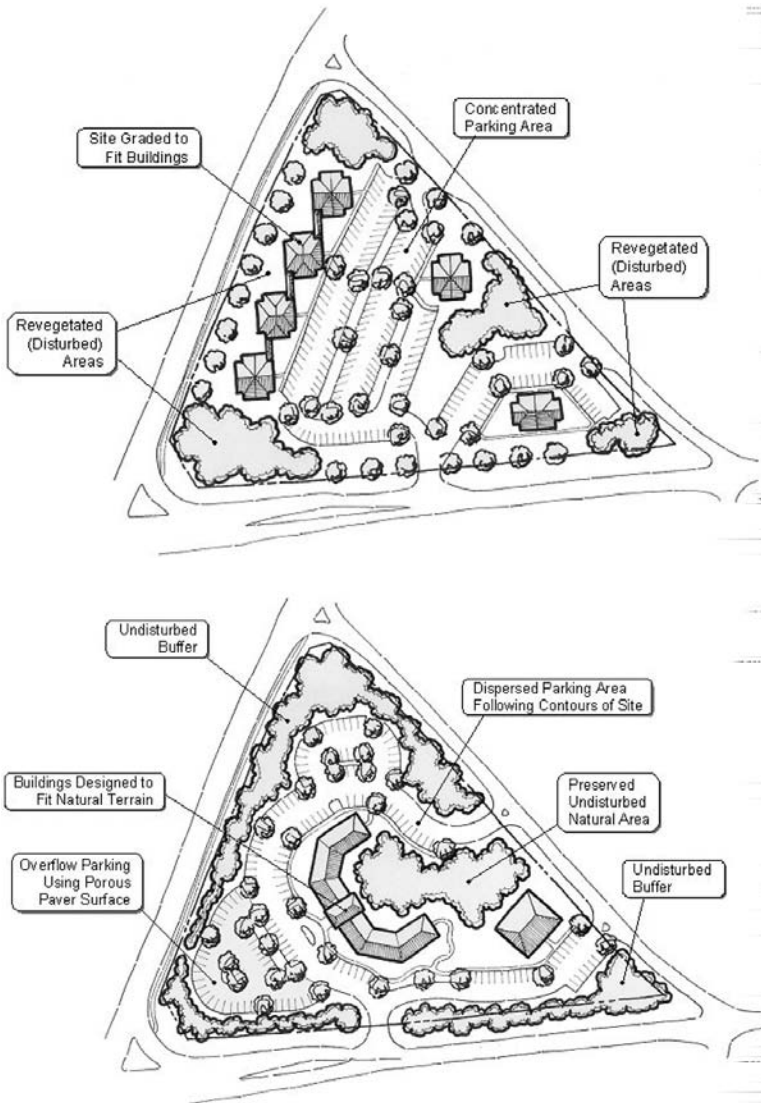 Concentrated
Parking Area
Site Graded to
Fit Buildings
Revegetated
(Disturbed)
Areas
Revegetated
(Disturbed)
Areas
Undisturbed
Buffer
Dispersed Parking Area
Following Contours of Site
Buildings Designed to
Fit Natural Terrain
Preserved
Undisturbed
Natural Area
Overflow Parking
Using Porous
Paver Surface
Undisturbed
Buffer